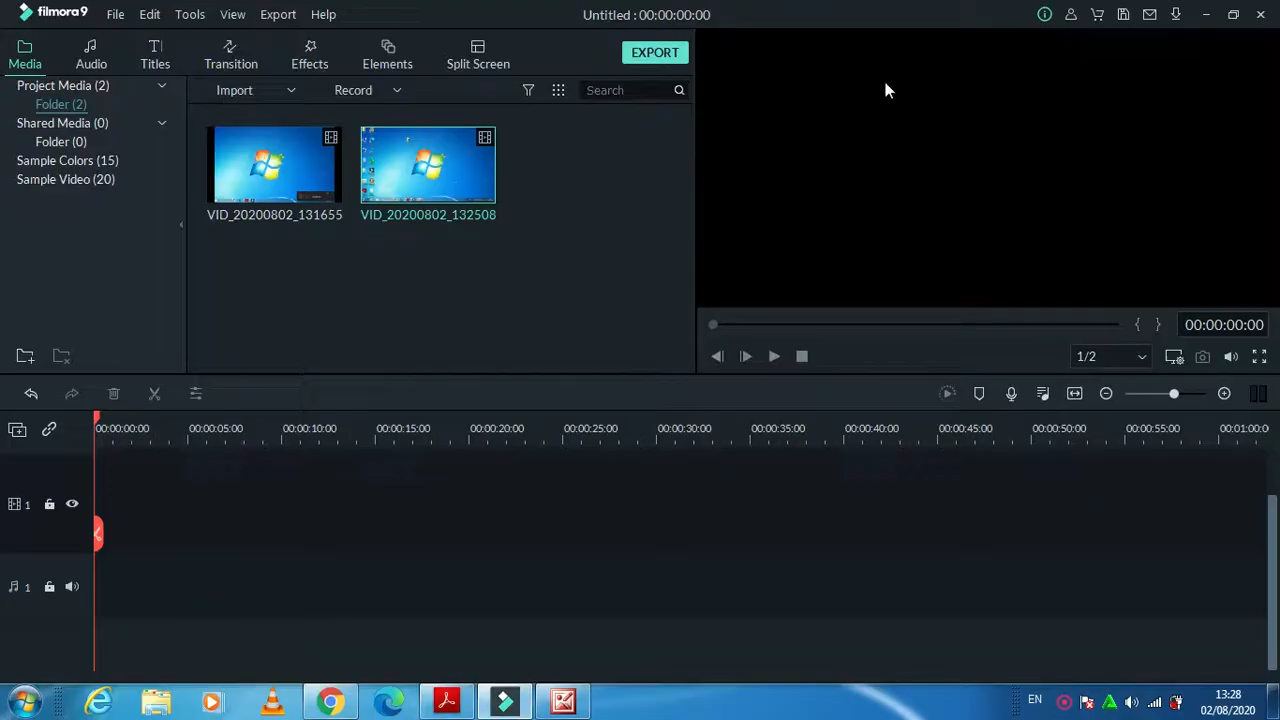 filmora9 File Edit Tools View Export Help Untitled : 00:00:00:00
Media Audio Titles Transition Effects Elements Split Screen EXPORT
Project Media (2) Import Record Search
Folder (2)
Shared Media (0)
Folder (0)
Sample Colors (15)
Sample Video (20)
VID_20200802_131655 VID_20200802_132508
00:00:00:00
1/2
00:00:00:00 00:00:05:00 00:00:10:00 00:00:15:00 00:00:20:00 00:00:25:00 00:00:30:00 00:00:35:00 00:00:40:00 00:00:45:00 00:00:50:00 00:00:55:00 00:01:00:0
1
1
EN 13:28
02/08/2020